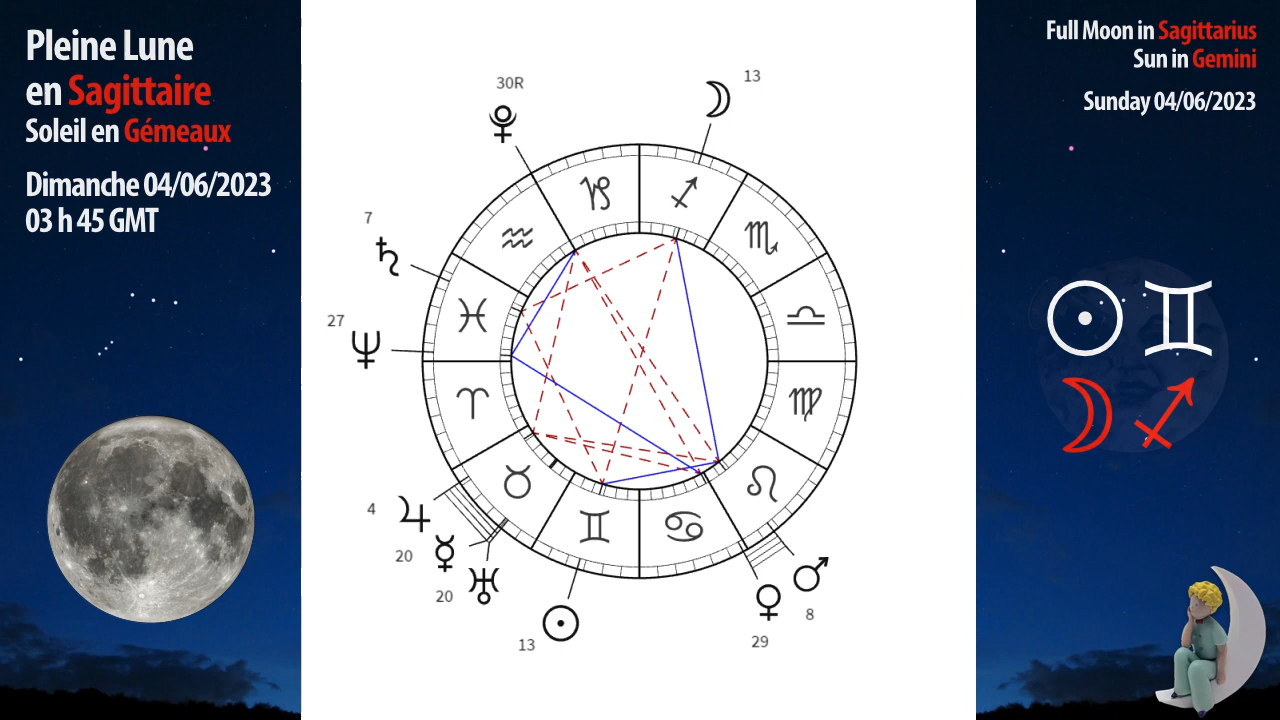 Pleine Lune
en Sagittaire
Soleil en Gémeaux
Dimanche 04/06/2023
03 h 45 GMT
30R
13
7
27
4
20
20
13
29
8
Full Moon in Sagittarius
Sun in Gemini
Sunday 04/06/2023